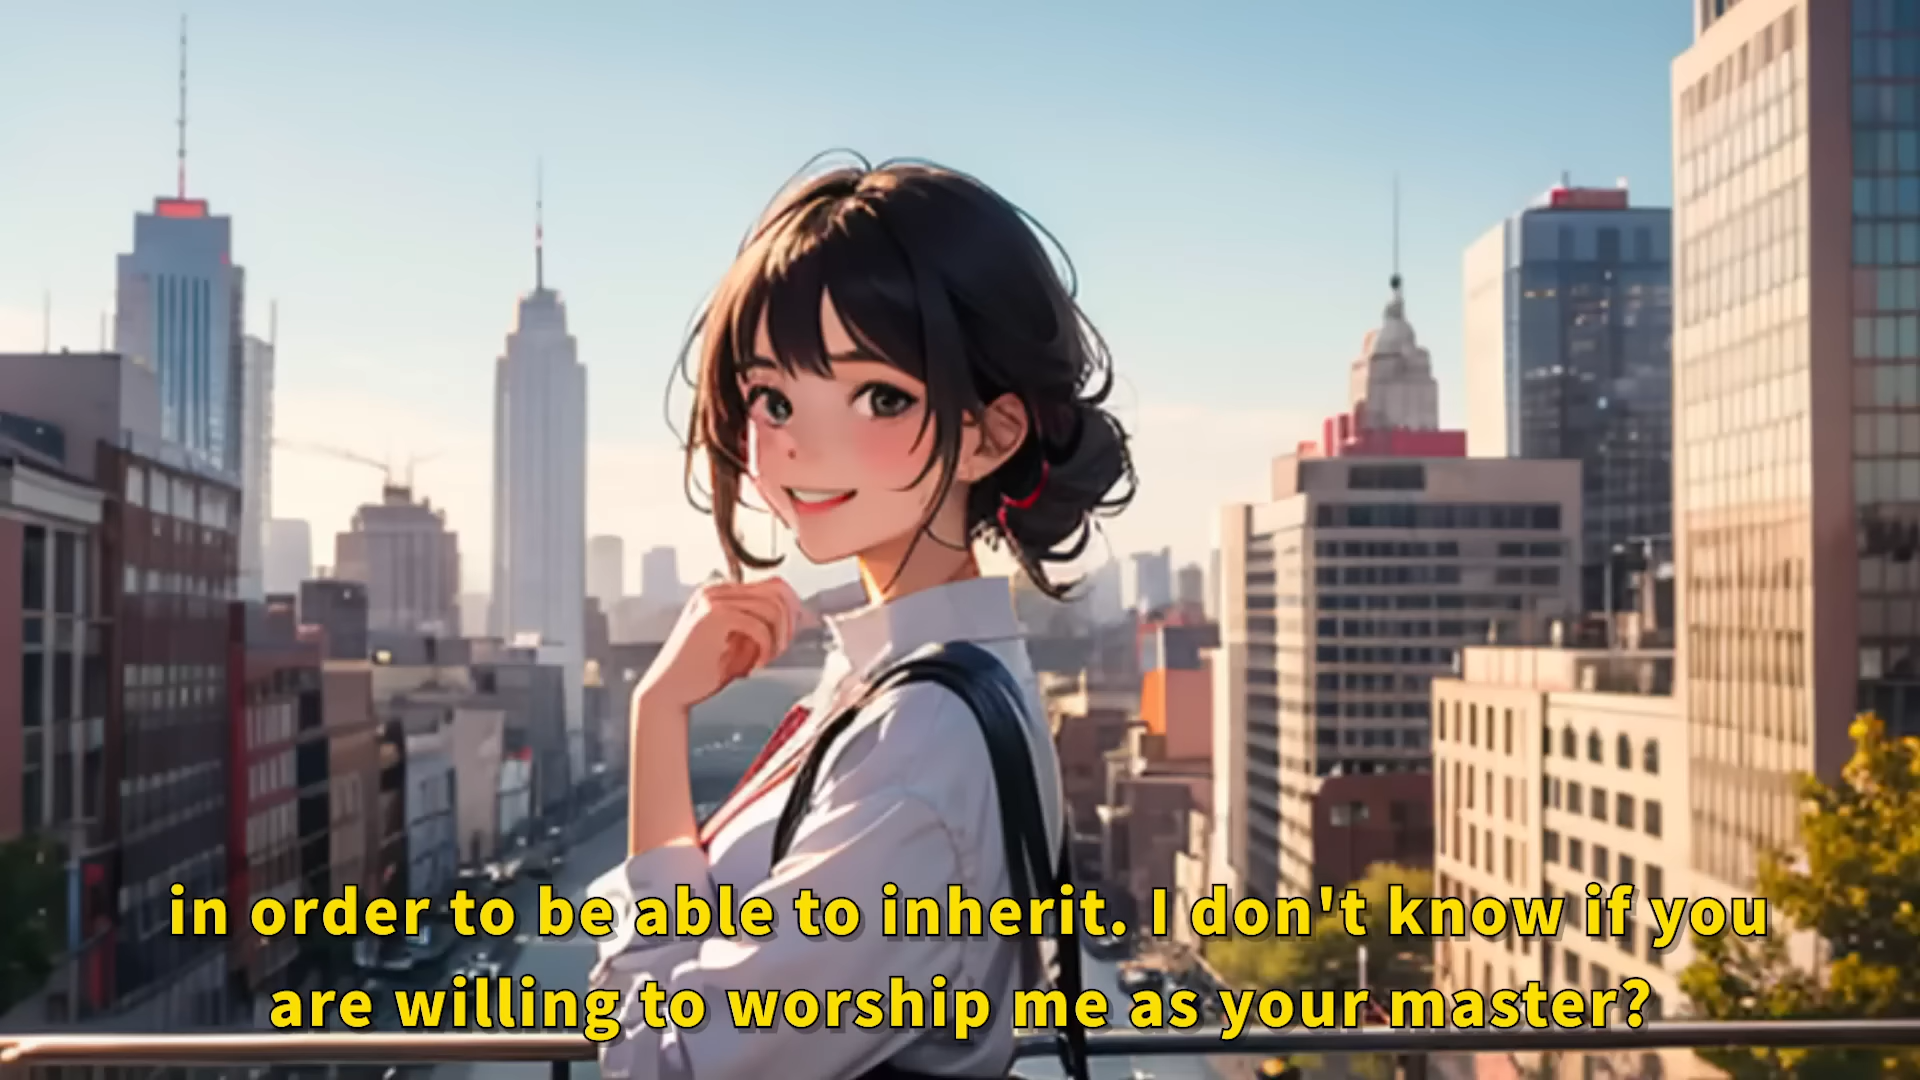 in order to be able to inherit. I don't know if you
are willing to worship me as your master?